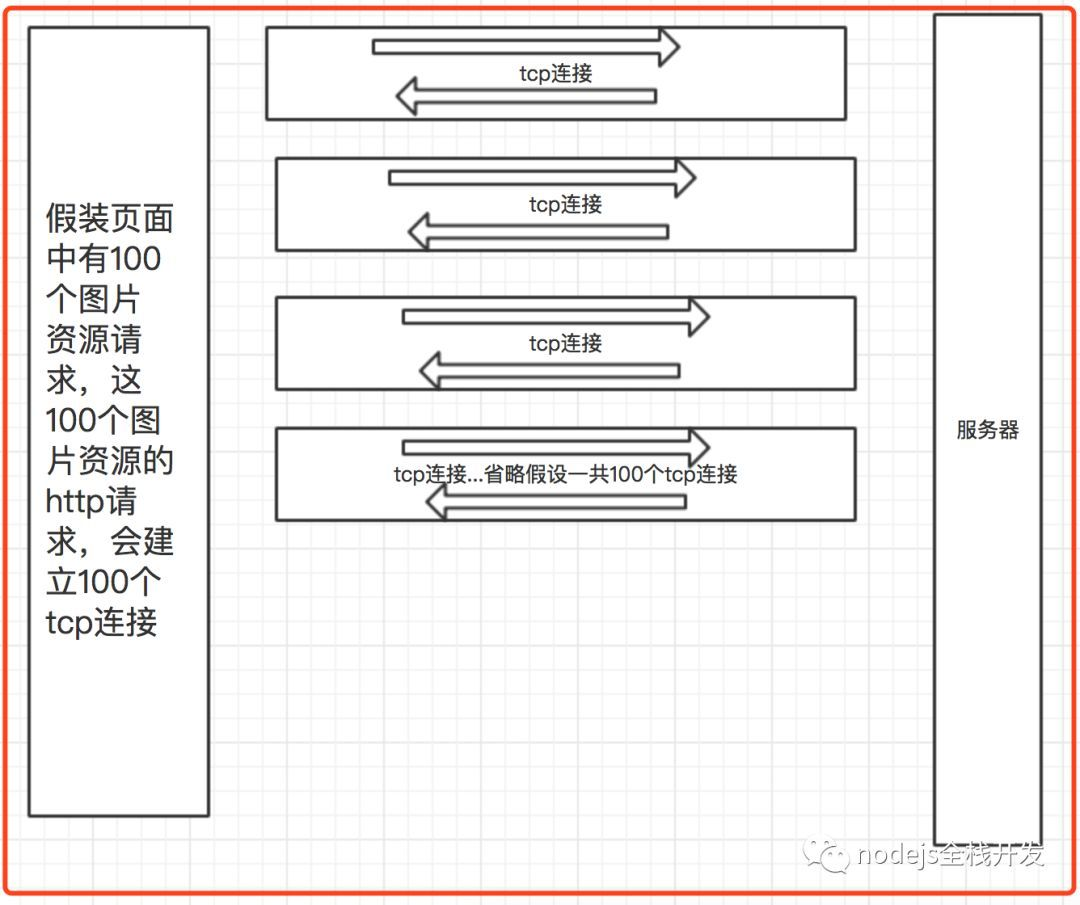 假装页面
中有100
个图片
资源请
求，这
100个图
片资源的
http请
求，会建
立100个
tcp连接
tcp连接
tcp连接
tcp连接
tcp连接...省略假设一共100个tcp连接
服务器
nodejs全栈开发